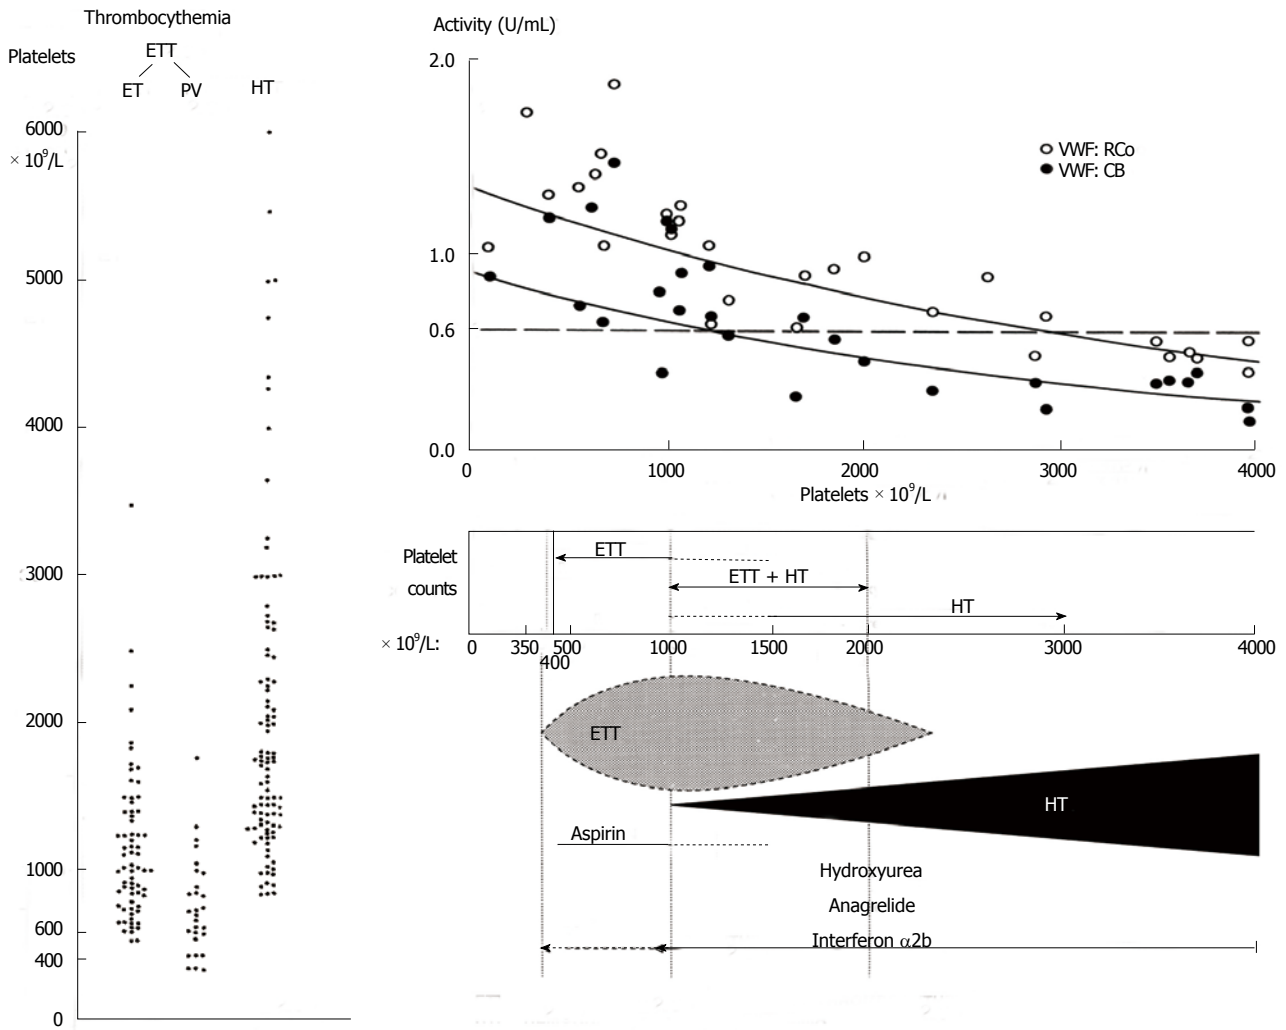 Thrombocythemia
ETT
Platelets
ET PV HT
6000
× 10⁹/L
5000
4000
3000
2000
1000
600
400
0
Activity (U/mL)
2.0
1.0
0.6
0.0
VWF: RCo
VWF: CB
0 1000 2000 3000 4000
Platelets × 10⁹/L
Platelet
counts
ETT
ETT + HT
HT
× 10⁹/L: 0 350 500 1000 1500 2000 3000 4000
400
ETT
HT
Aspirin
Hydroxyurea
Anagrelide
Interferon α2b